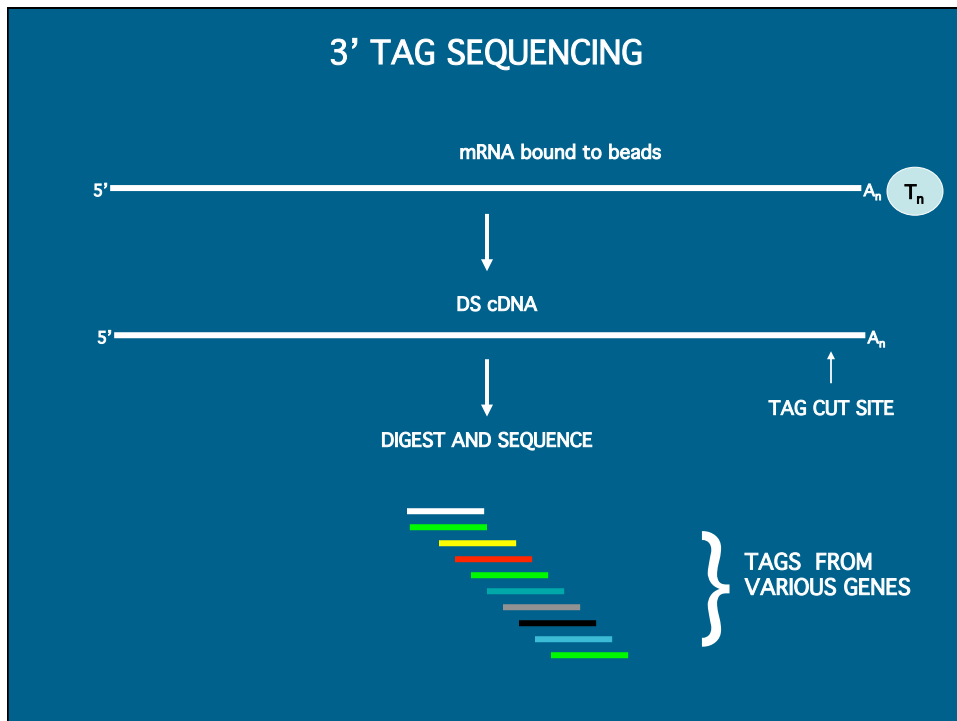 3’ TAG SEQUENCING
mRNA bound to beads
5’ An Tn
DS cDNA
5’ An
TAG CUT SITE
DIGEST AND SEQUENCE
TAGS FROM
VARIOUS GENES